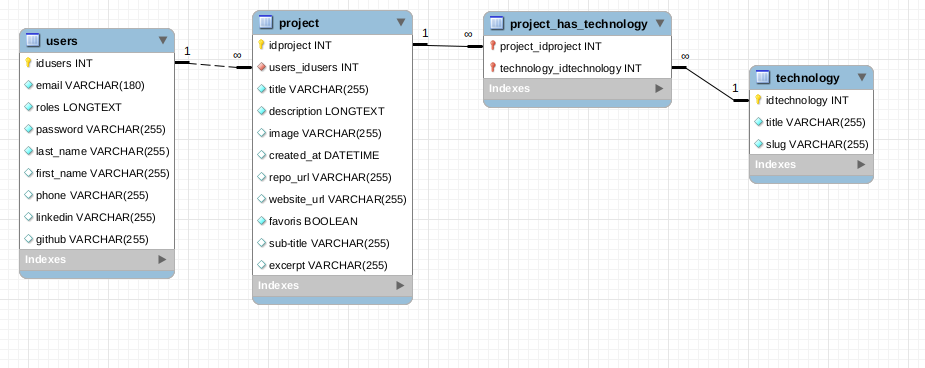 users
idusers INT
email VARCHAR(180)
roles LONGTEXT
password VARCHAR(255)
last_name VARCHAR(255)
first_name VARCHAR(255)
phone VARCHAR(255)
linkedin VARCHAR(255)
github VARCHAR(255)
Indexes
1
∞
project
idproject INT
users_idusers INT
title VARCHAR(255)
description LONGTEXT
image VARCHAR(255)
created_at DATETIME
repo_url VARCHAR(255)
website_url VARCHAR(255)
favoris BOOLEAN
sub-title VARCHAR(255)
excerpt VARCHAR(255)
Indexes
1
∞
project_has_technology
project_idproject INT
technology_idtechnology INT
Indexes
∞
1
technology
idtechnology INT
title VARCHAR(255)
slug VARCHAR(255)
Indexes